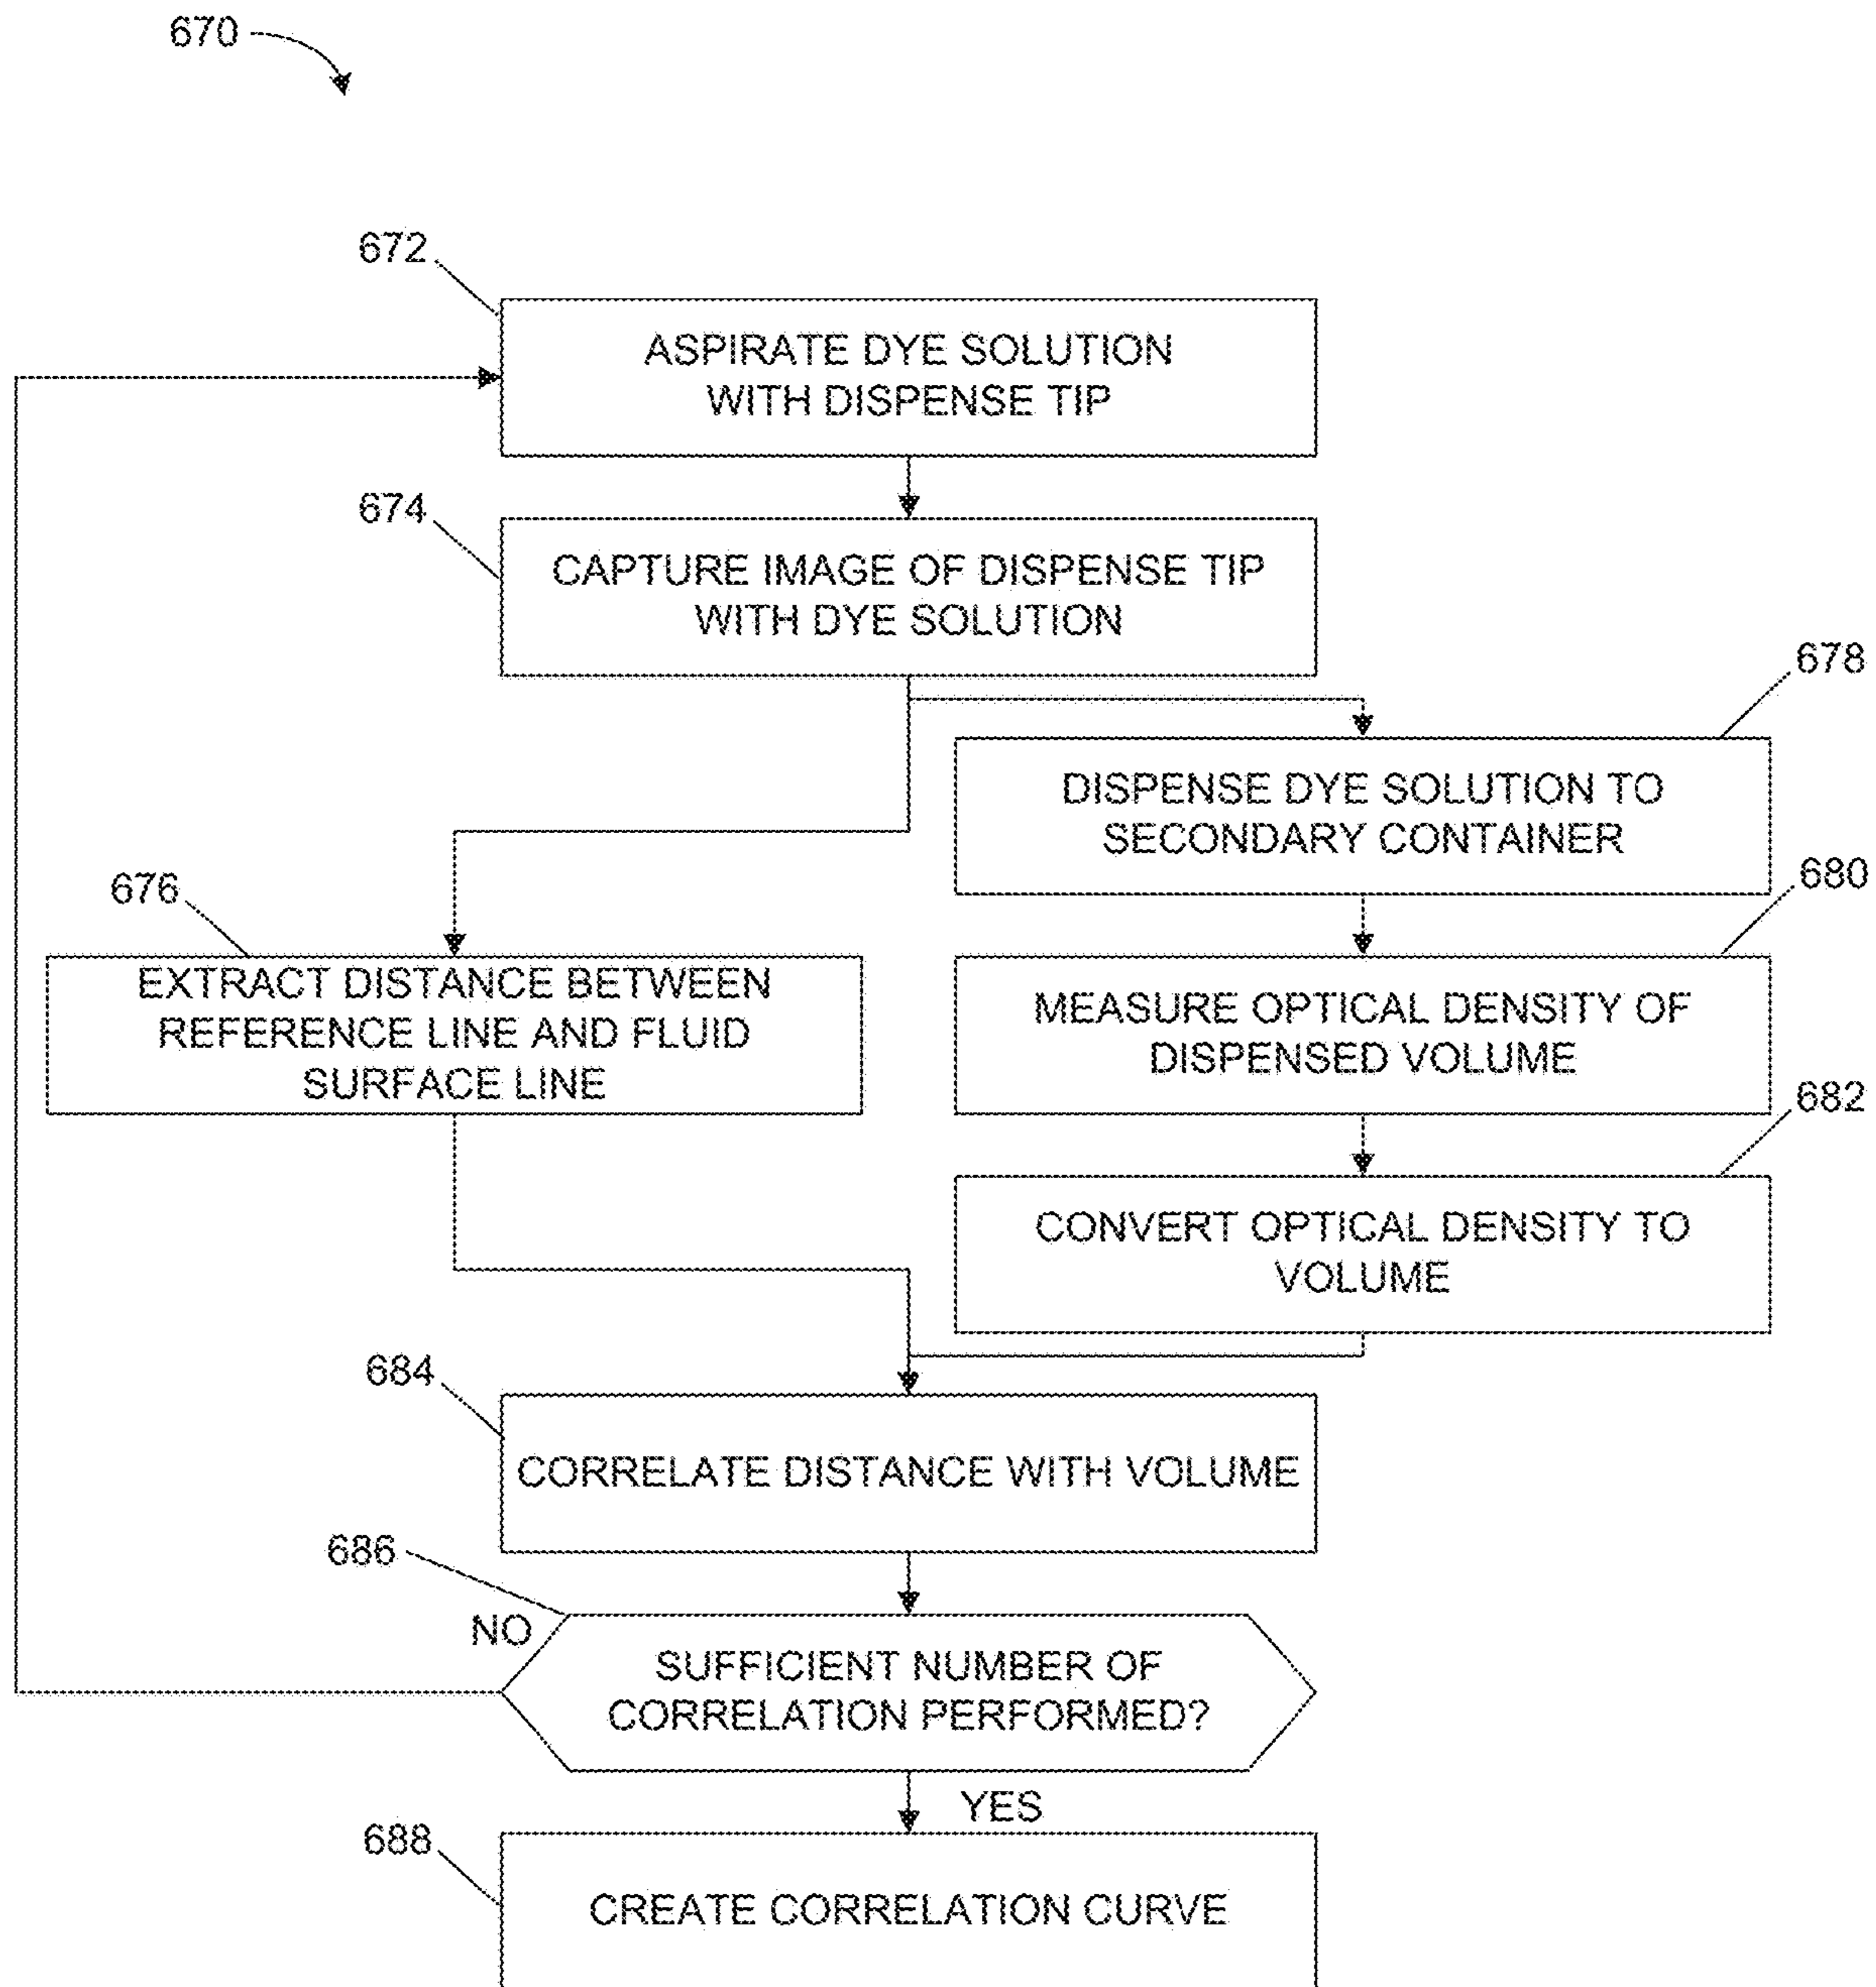 670
672
ASPIRATE DYE SOLUTION
WITH DISPENSE TIP
674
CAPTURE IMAGE OF DISPENSE TIP
WITH DYE SOLUTION
678
DISPENSE DYE SOLUTION TO
SECONDARY CONTAINER
676
EXTRACT DISTANCE BETWEEN
REFERENCE LINE AND FLUID
SURFACE LINE
680
MEASURE OPTICAL DENSITY OF
DISPENSED VOLUME
682
CONVERT OPTICAL DENSITY TO
VOLUME
684
CORRELATE DISTANCE WITH VOLUME
686
NO
SUFFICIENT NUMBER OF
CORRELATION PERFORMED?
YES
688
CREATE CORRELATION CURVE